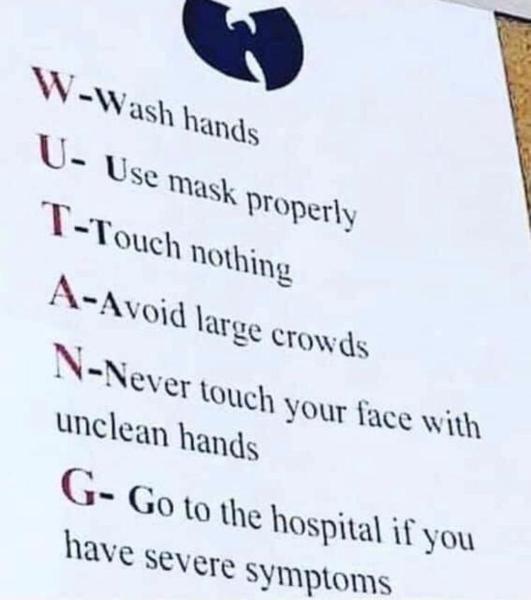 W-Wash hands
U- Use mask properly
T-Touch nothing
A-Avoid large crowds
N-Never touch your face with
unclean hands
G- Go to the hospital if you
have severe symptoms